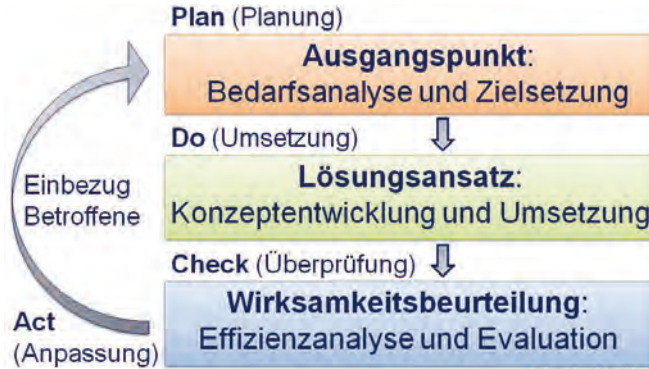 Plan (Planung)
Ausgangspunkt:
Bedarfsanalyse und Zielsetzung
Do (Umsetzung)
Lösungsansatz:
Konzeptentwicklung und Umsetzung
Check (Überprüfung)
Wirksamkeitsbeurteilung:
Effizienzanalyse und Evaluation
Act
(Anpassung)
Einbezug
Betroffene